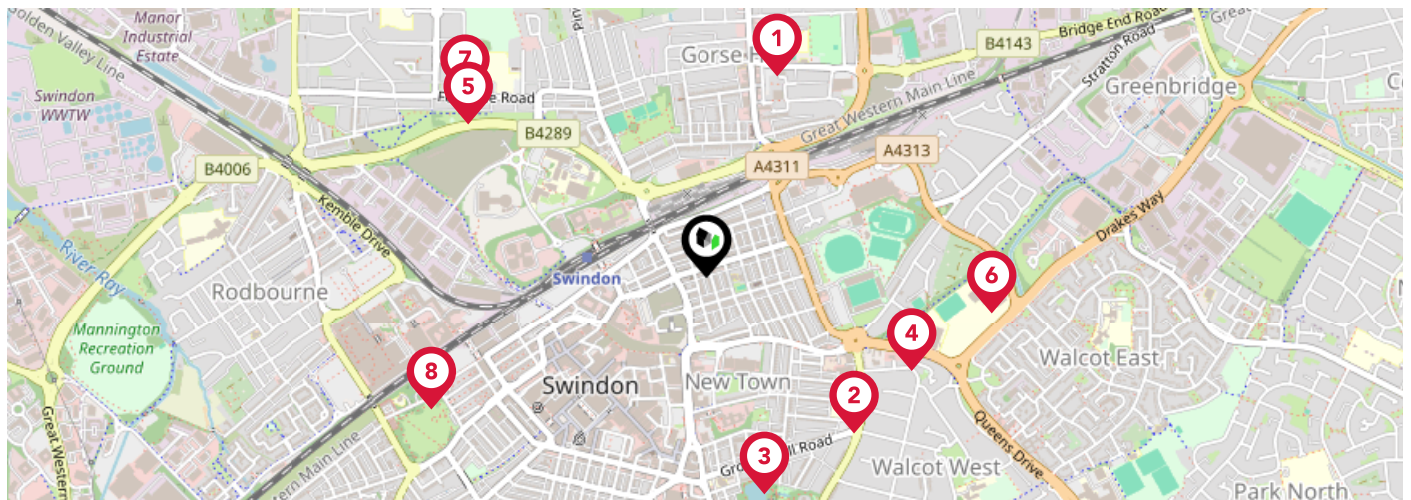 Golden Valley Line
Manor
Industrial
Estate
Swindon
WWTW
7
5
Road
B4289
B4006
Kemble Drive
River Ray
Rodbourne
Mannington
Recreation
Ground
Great Western
1
Gorse
B4143
Bridge End Road
Stratton Road
Greenbridge
Great Western Main Line
A4311
A4313
Drakes Way
Swindon
6
4
Walcot East
8
Swindon
New Town
2
3
Road
Walcot West
Queens Drive
Park North
Main Line